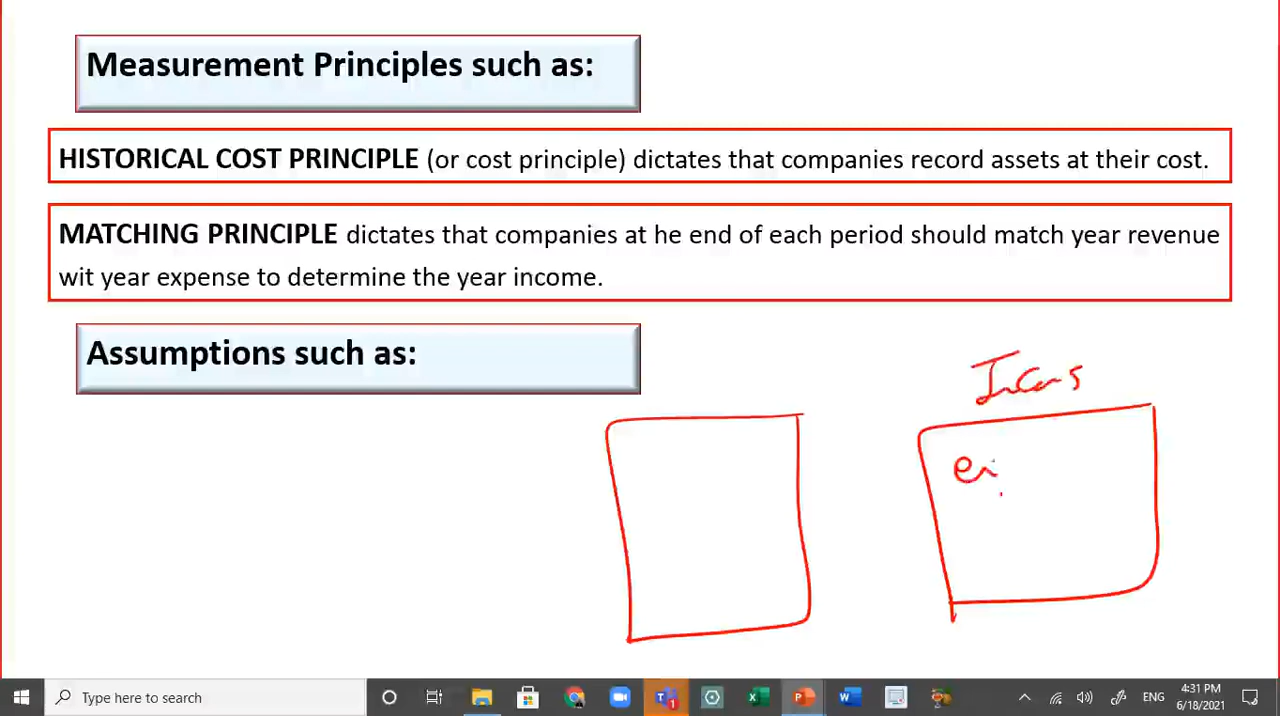 Measurement Principles such as:
HISTORICAL COST PRINCIPLE (or cost principle) dictates that companies record assets at their cost.
MATCHING PRINCIPLE dictates that companies at he end of each period should match year revenue
wit year expense to determine the year income.
Assumptions such as:
Type here to search
ENG
4:31 PM
6/18/2021